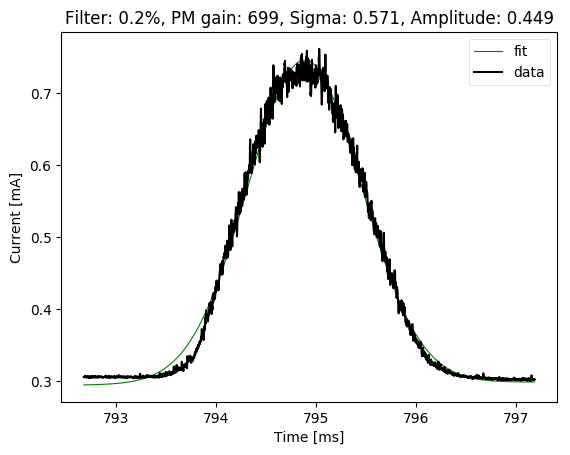 Filter: 0.2%, PM gain: 699, Sigma: 0.571, Amplitude: 0.449
fit
data
0.7
0.6
0.5
0.4
0.3
Current [mA]
793 794 795 796 797
Time [ms]